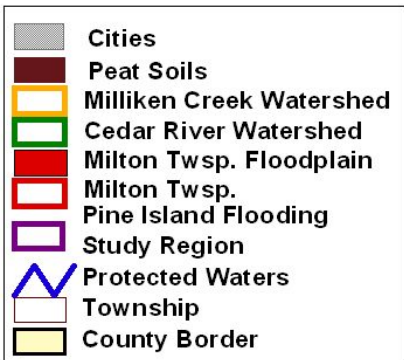 Cities
Peat Soils
Milliken Creek Watershed
Cedar River Watershed
Milton Twsp. Floodplain
Milton Twsp.
Pine Island Flooding
Study Region
Protected Waters
Township
County Border